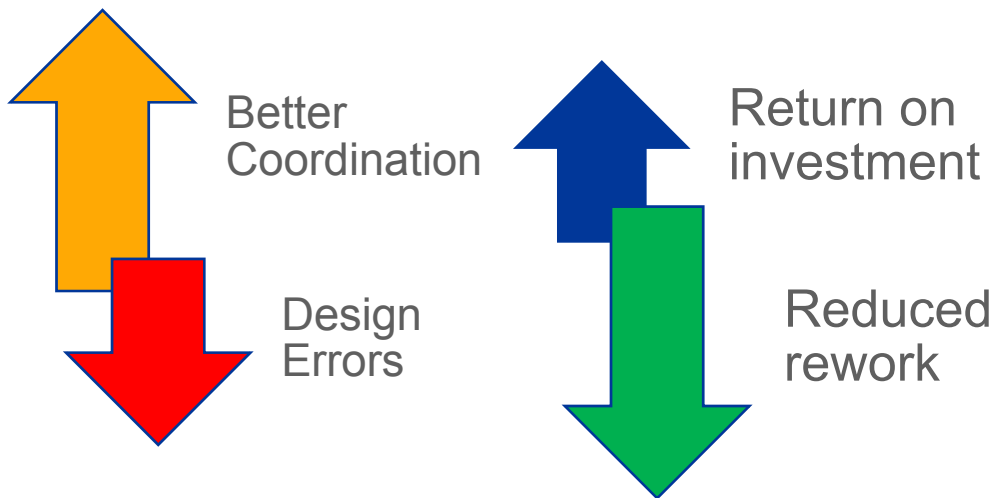 Better
Coordination
Design
Errors
Return on
investment
Reduced
rework